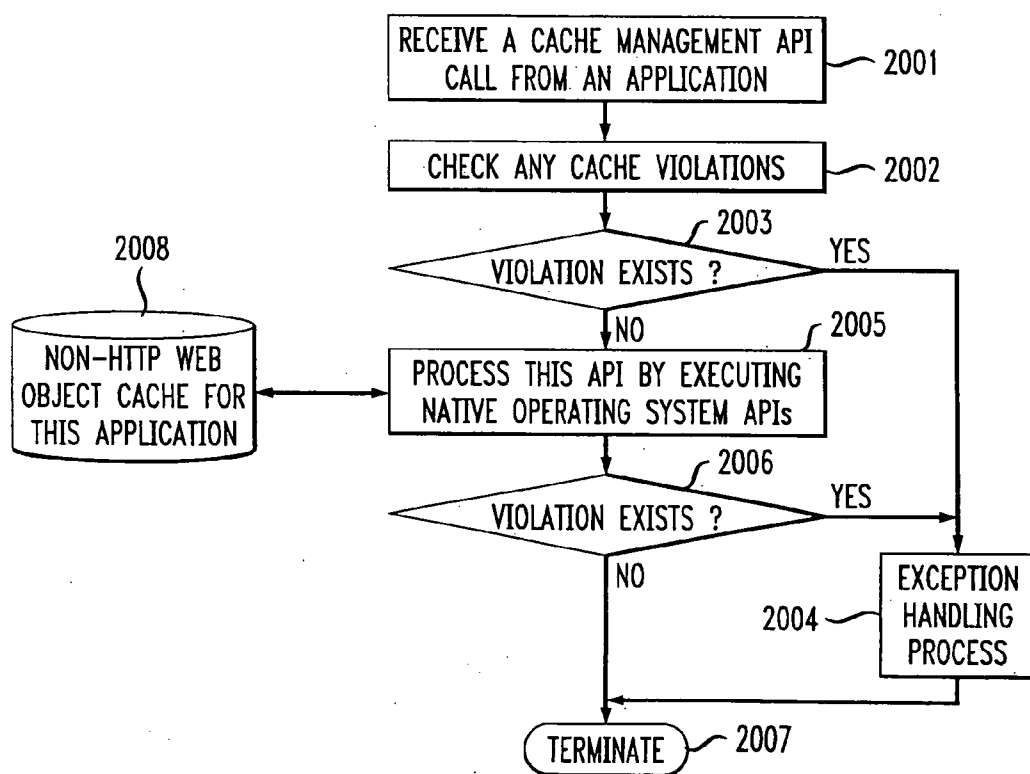 RECEIVE A CACHE MANAGEMENT API
CALL FROM AN APPLICATION
2001
CHECK ANY CACHE VIOLATIONS
2002
2003
VIOLATION EXISTS ?
YES
NO
2008
NON-HTTP WEB
OBJECT CACHE FOR
THIS APPLICATION
2005
PROCESS THIS API BY EXECUTING
NATIVE OPERATING SYSTEM APIs
2006
VIOLATION EXISTS ?
YES
NO
2004
EXCEPTION
HANDLING
PROCESS
TERMINATE
2007